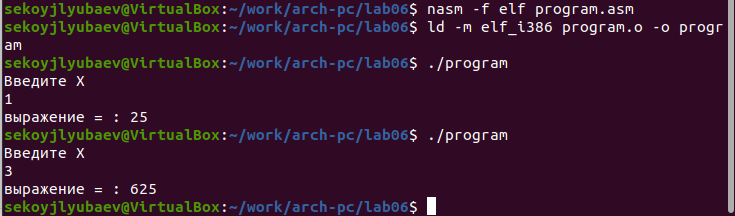 sekoyjlyubaev@VirtualBox:~/work/arch-pc/lab06$ nasm -f elf program.asm
sekoyjlyubaev@VirtualBox:~/work/arch-pc/lab06$ ld -m elf_i386 program.o -o progr
am
sekoyjlyubaev@VirtualBox:~/work/arch-pc/lab06$ ./program
Введите X
1
выражение = : 25
sekoyjlyubaev@VirtualBox:~/work/arch-pc/lab06$ ./program
Введите X
3
выражение = : 625
sekoyjlyubaev@VirtualBox:~/work/arch-pc/lab06$